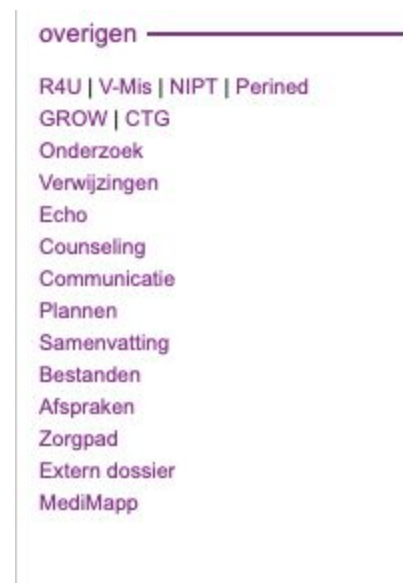 overigen
R4U | V-Mis | NIPT | Perined
GROW | CTG
Onderzoek
Verwijzingen
Echo
Counseling
Communicatie
Plannen
Samenvatting
Bestanden
Afspraken
Zorgpad
Extern dossier
MediMapp